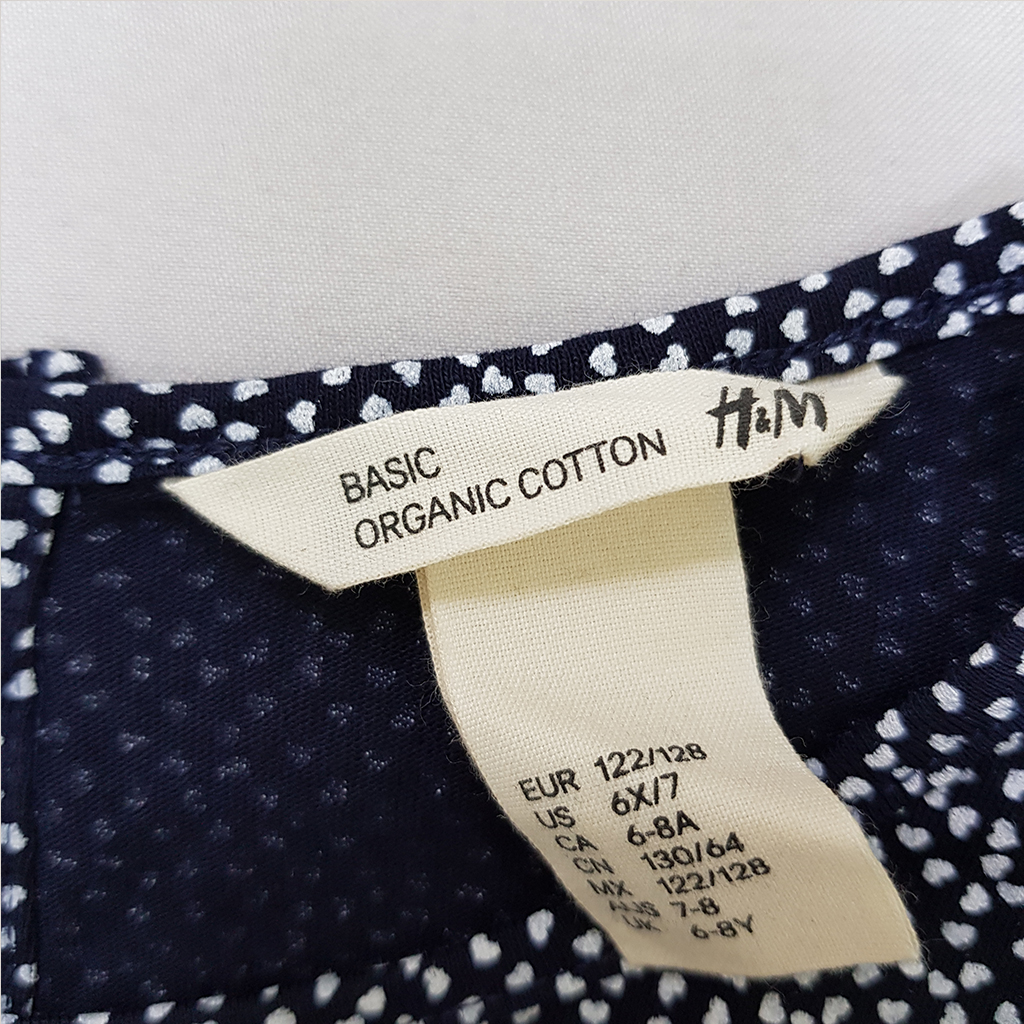 BASIC
ORGANIC COTTON
H&M
EUR 122/128
US 6X/7
CA 6-8A
CN 130/64
MX 122/128
AUS 7-8
UK 6-8Y